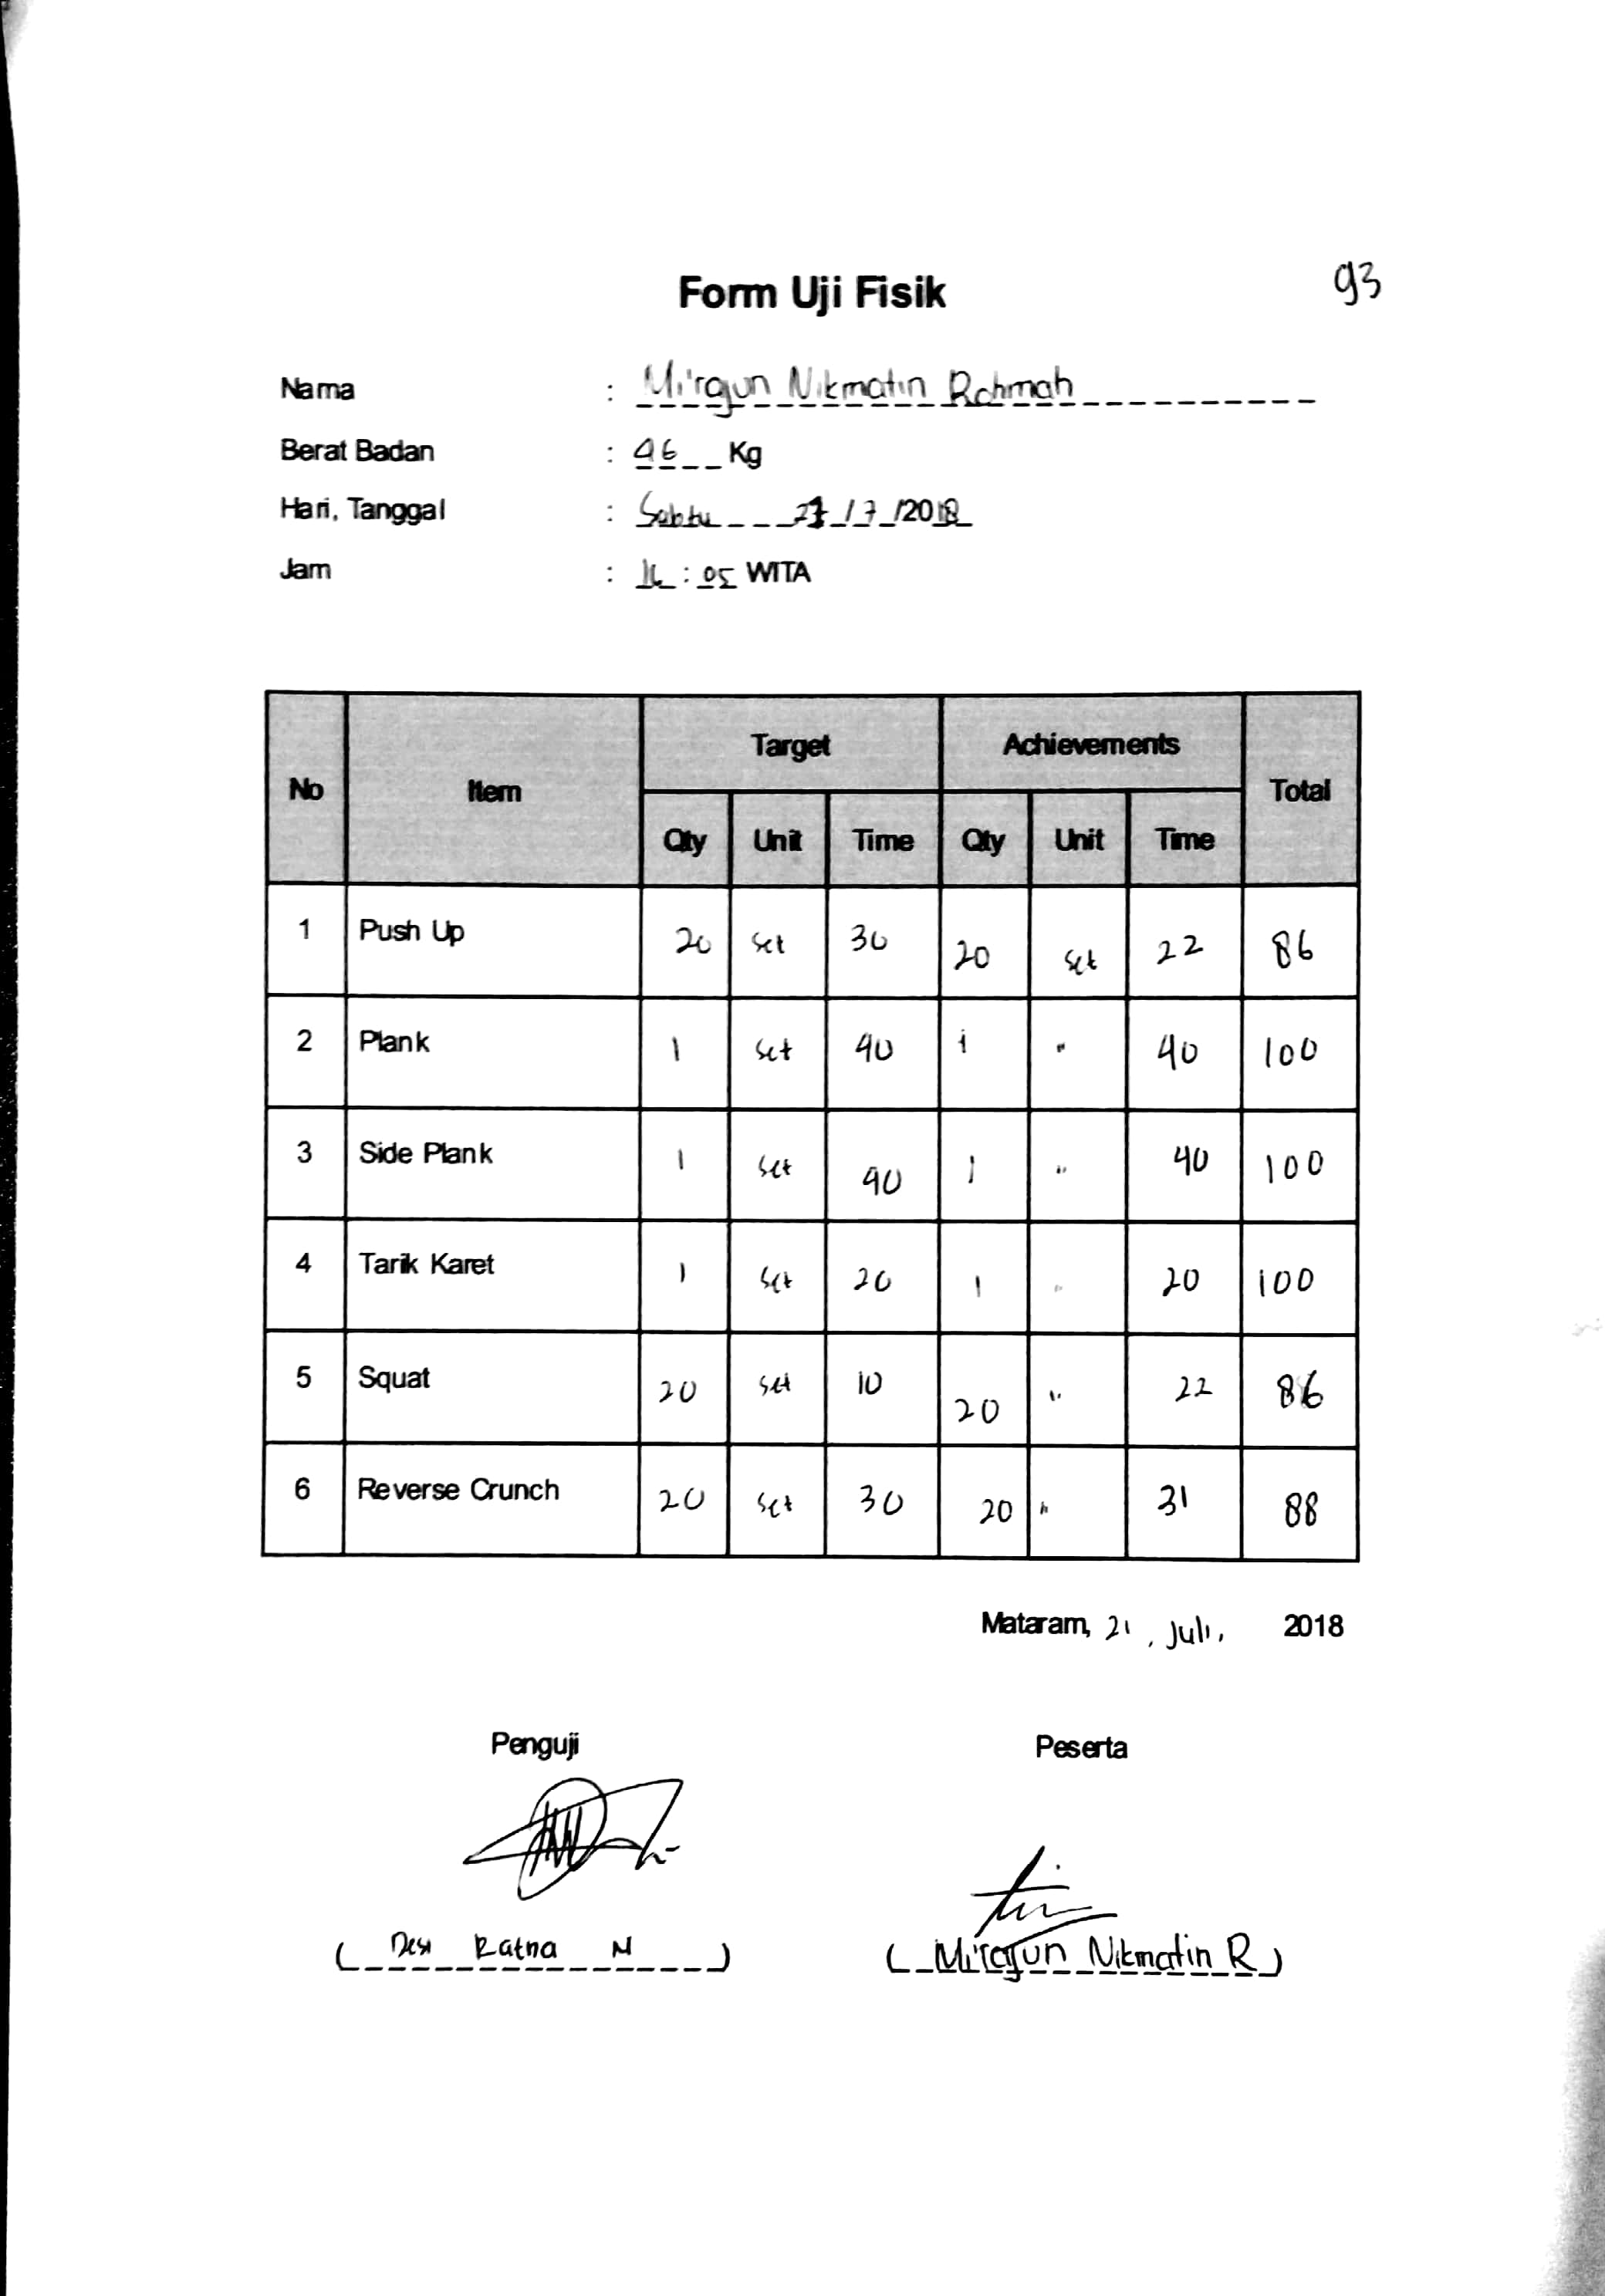 Form Uji Fisik 93
Nama : Mi'rajun Nikmatin Rahmah
Berat Badan : 46 Kg
Hari, Tanggal : Sabtu 21/7/2018
Jam : 16:05 WITA
No Item Target Achievements Total
Qty Unit Time Qty Unit Time
1 Push Up 20 set 30 20 set 22 86
2 Plank 1 set 40 1 " 40 100
3 Side Plank 1 set 40 1 " 40 100
4 Tarik Karet 1 set 20 1 " 20 100
5 Squat 20 set 10 20 " 22 86
6 Reverse Crunch 20 set 30 20 " 31 88
Mataram, 21, Juli, 2018
Penguji Peserta
( Desi Ratna N ) ( Mi'rajun Nikmatin R )